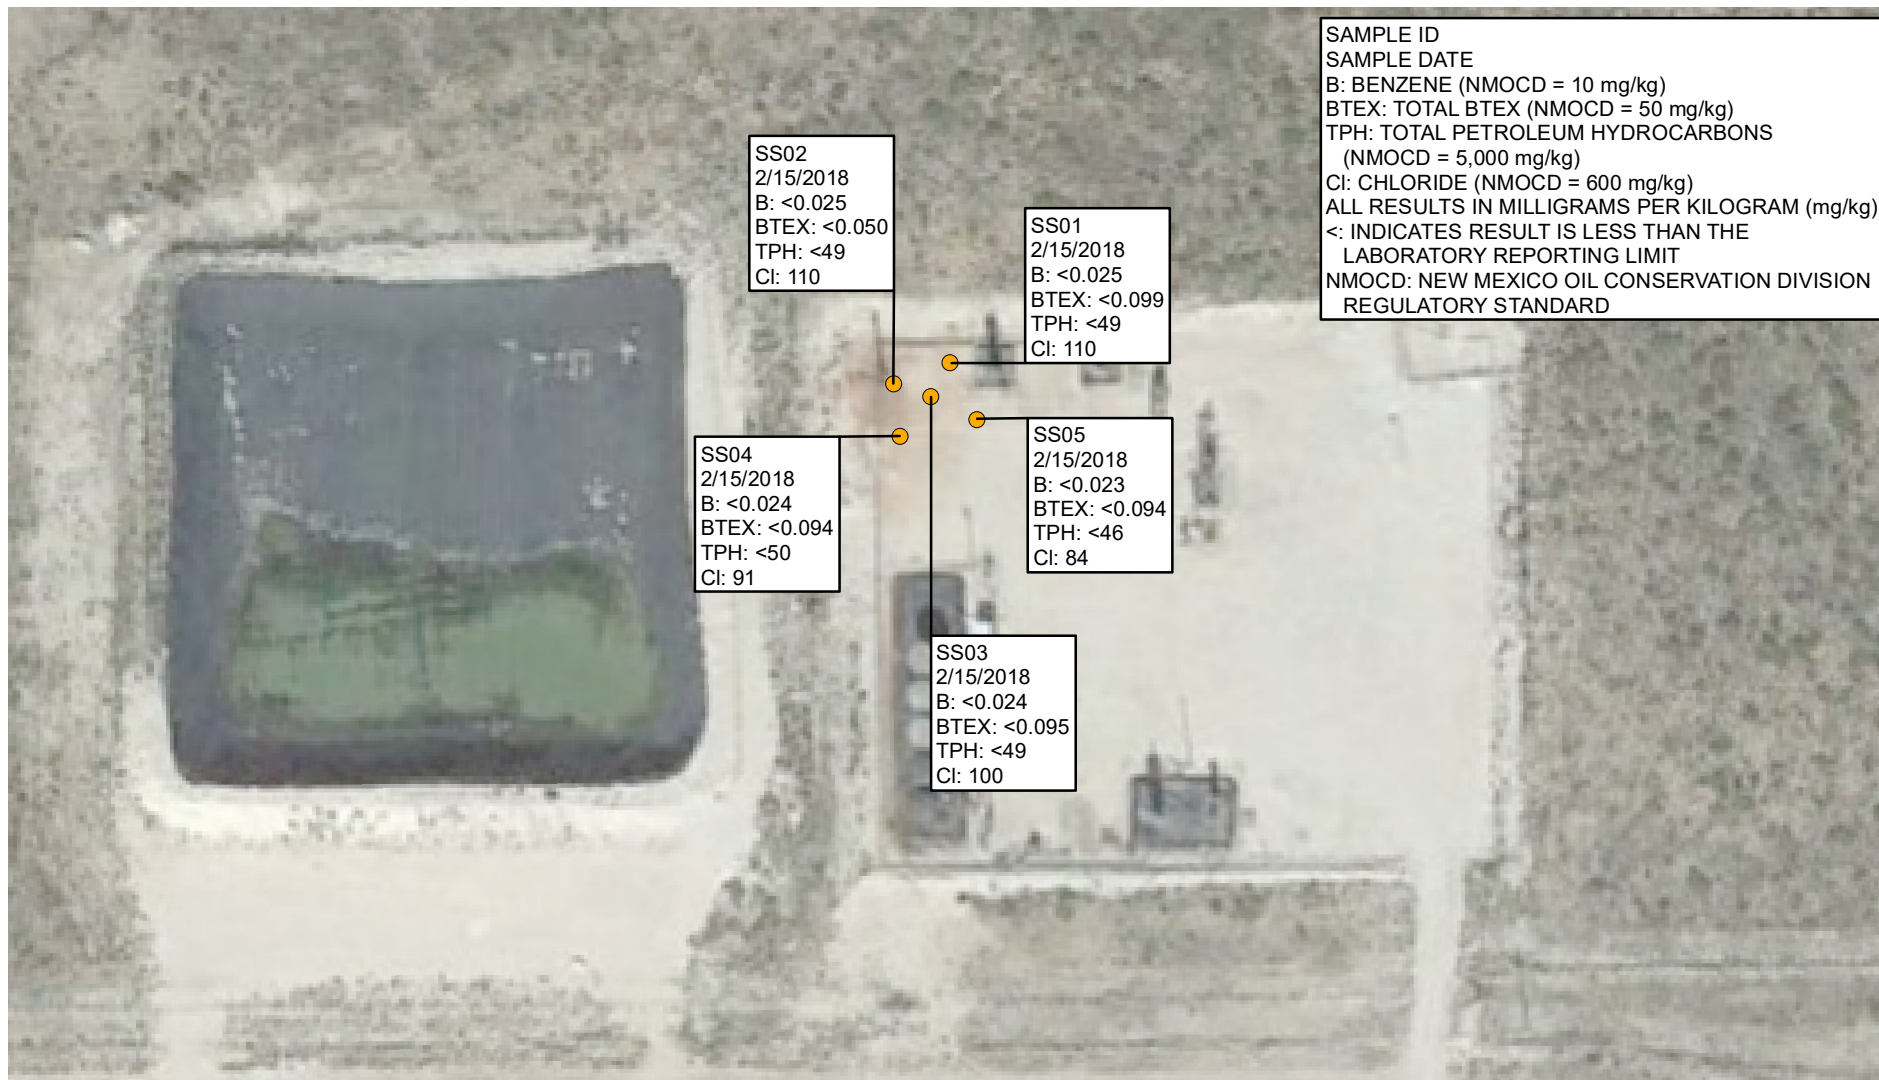 SAMPLE ID
SAMPLE DATE
B: BENZENE (NMOCD = 10 mg/kg)
BTEX: TOTAL BTEX (NMOCD = 50 mg/kg)
TPH: TOTAL PETROLEUM HYDROCARBONS
(NMOCD = 5,000 mg/kg)
Cl: CHLORIDE (NMOCD = 600 mg/kg)
ALL RESULTS IN MILLIGRAMS PER KILOGRAM (mg/kg)
<: INDICATES RESULT IS LESS THAN THE
LABORATORY REPORTING LIMIT
NMOCD: NEW MEXICO OIL CONSERVATION DIVISION
REGULATORY STANDARD
SS02
2/15/2018
B: <0.025
BTEX: <0.050
TPH: <49
Cl: 110
SS01
2/15/2018
B: <0.025
BTEX: <0.099
TPH: <49
Cl: 110
SS04
2/15/2018
B: <0.024
BTEX: <0.094
TPH: <50
Cl: 91
SS05
2/15/2018
B: <0.023
BTEX: <0.094
TPH: <46
Cl: 84
SS03
2/15/2018
B: <0.024
BTEX: <0.095
TPH: <49
Cl: 100